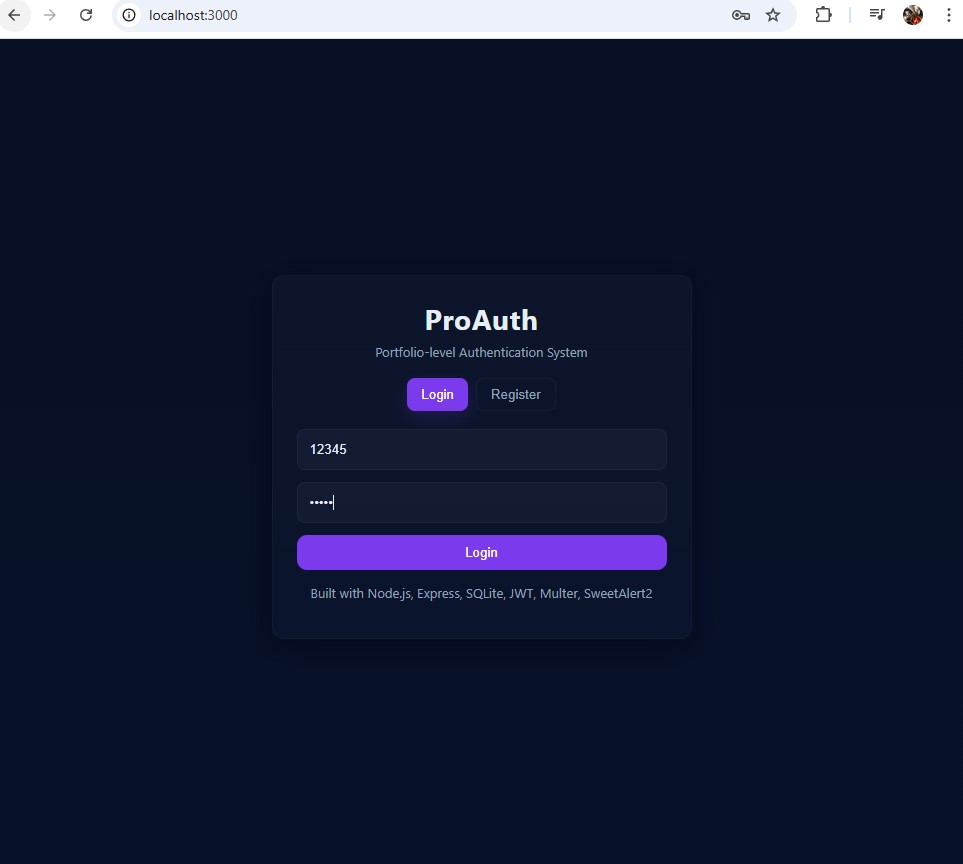 localhost:3000
ProAuth
Portfolio-level Authentication System
Login Register
12345
•••••
Login
Built with Node.js, Express, SQLite, JWT, Multer, SweetAlert2